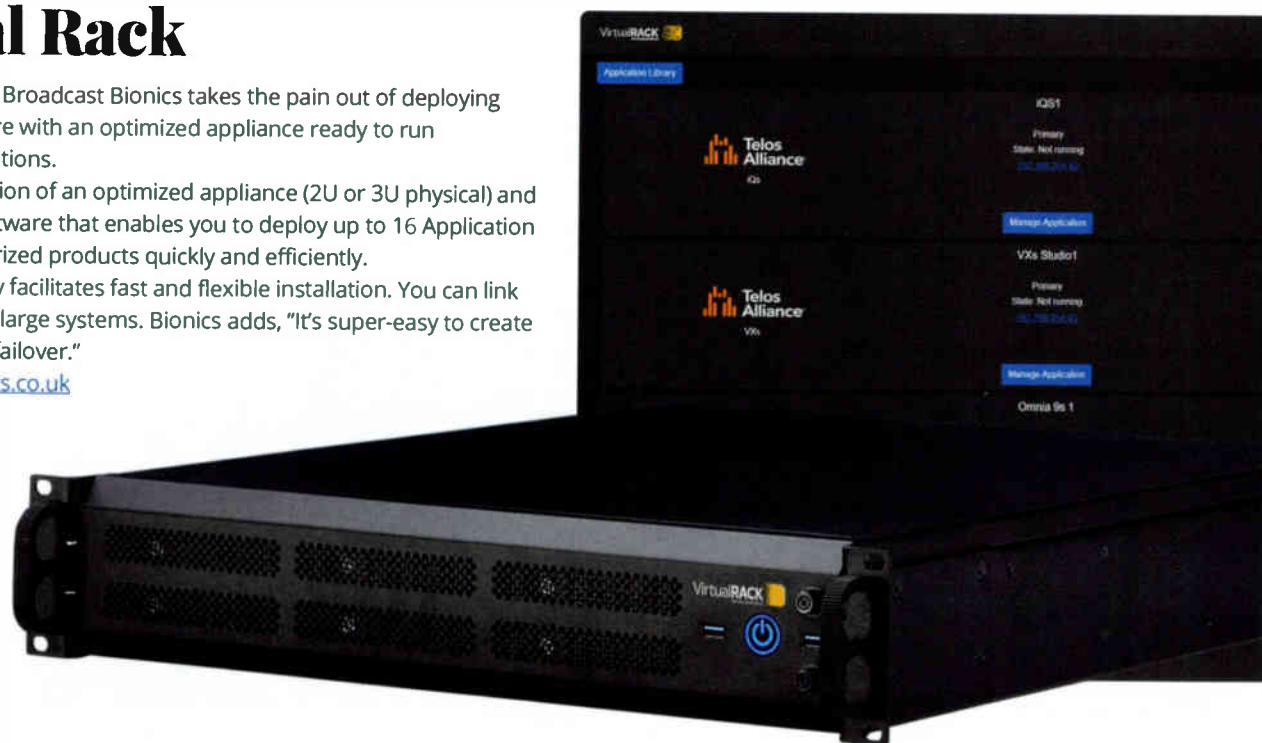 al Rack
Broadcast Bionics takes the pain out of deploying
re with an optimized appliance ready to run
tions.
ion of an optimized appliance (2U or 3U physical) and
tware that enables you to deploy up to 16 Application
rized products quickly and efficiently.
y facilitates fast and flexible installation. You can link
large systems. Bionics adds, "It's super-easy to create
failover."
s.co.uk
VirtualRACK
Application Library
Telos
Alliance
iQs
iQS1
Primary
State: Not running
Manage Application
Telos
Alliance
VXs
VXs Studio1
Primary
State: Not running
Manage Application
Omnia 9s 1
VirtualRACK